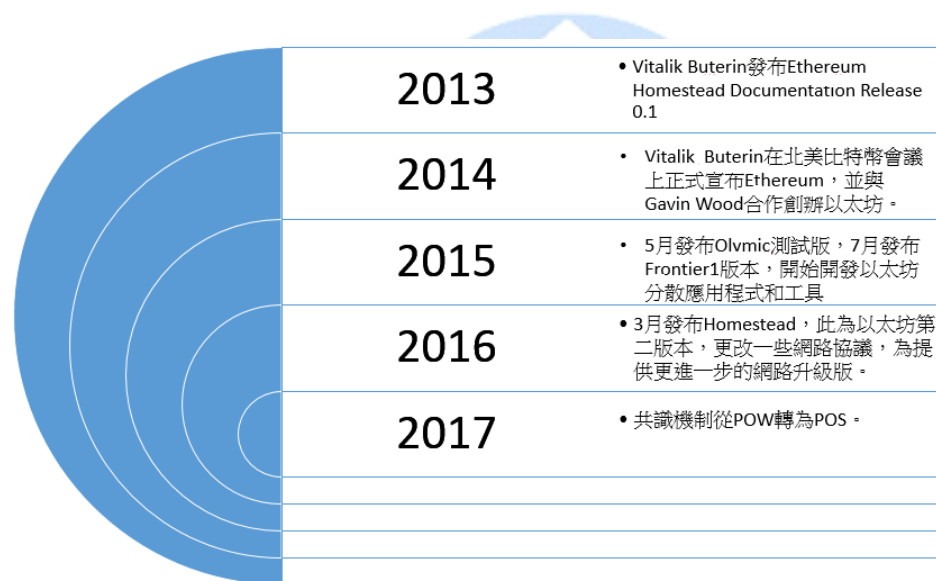 2013
• Vitalik Buterin發布Ethereum
Homestead Documentation Release
0.1
2014
• Vitalik Buterin在北美比特幣會議
上正式宣布Ethereum，並與
Gavin Wood合作創辦以太坊。
2015
• 5月發布Olvmic測試版，7月發布
Frontier1版本，開始開發以太坊
分散應用程式和工具
2016
• 3月發布Homestead，此為以太坊第
二版本，更改一些網路協議，為提
供更進一步的網路升級版。
2017
• 共識機制從POW轉為POS。